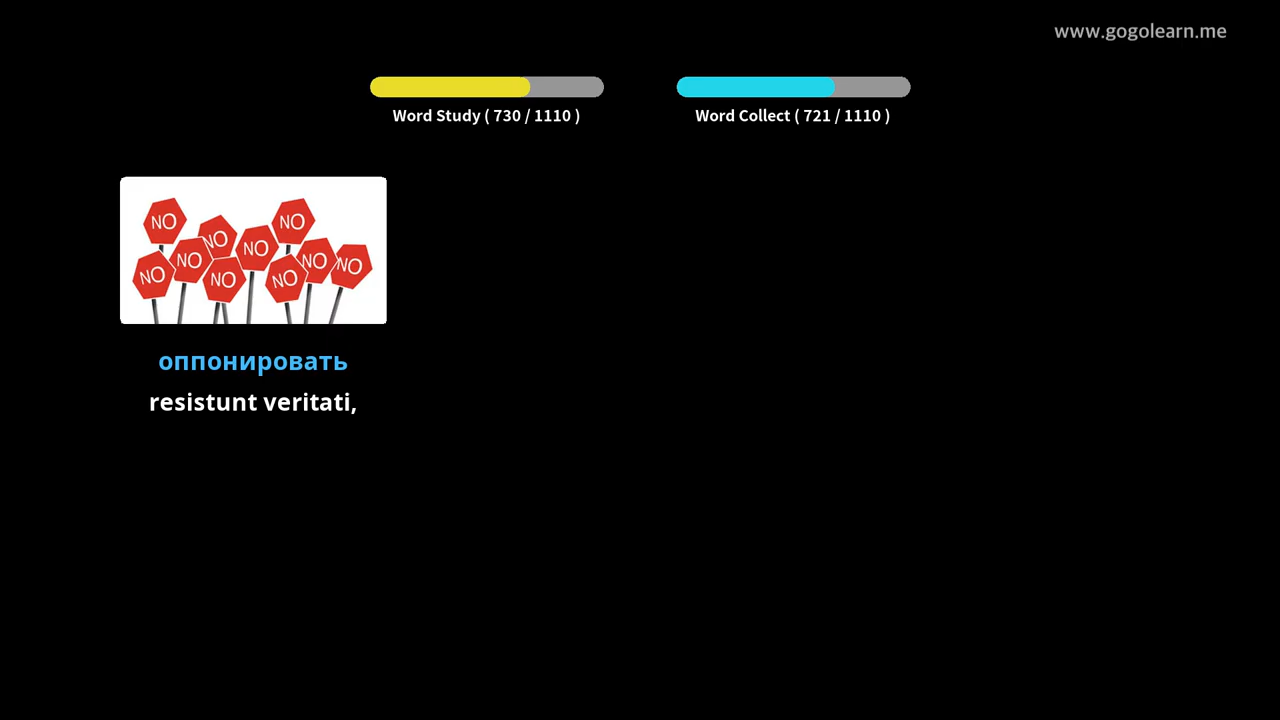 www.gogolearn.me
Word Study ( 730 / 1110 )
Word Collect ( 721 / 1110 )
NO
NO
NO
NO
NO
NO
NO
NO
NO
NO
оппонировать
resistunt veritati,